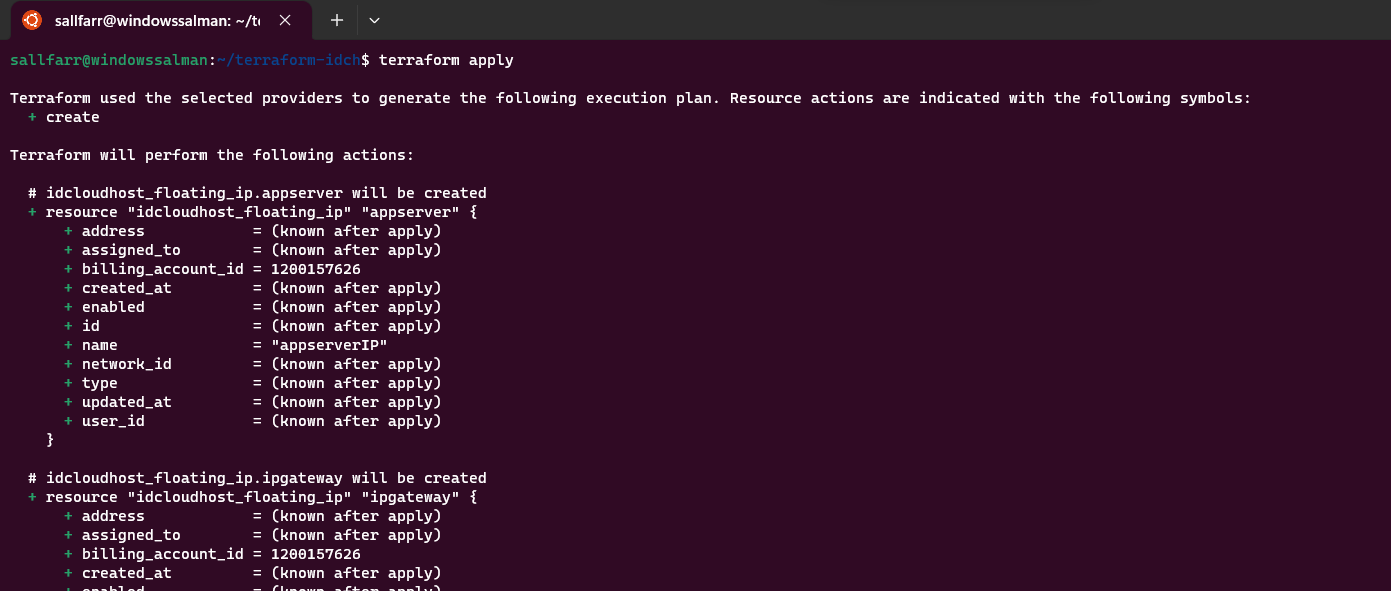 sallfarr@windowssalman: ~/te
sallfarr@windowssalman:~/terraform-idch$ terraform apply
Terraform used the selected providers to generate the following execution plan. Resource actions are indicated with the following symbols:
+ create
Terraform will perform the following actions:
# idcloudhost_floating_ip.appserver will be created
+ resource "idcloudhost_floating_ip" "appserver" {
+ address            = (known after apply)
+ assigned_to        = (known after apply)
+ billing_account_id = 1200157626
+ created_at         = (known after apply)
+ enabled            = (known after apply)
+ id                 = (known after apply)
+ name               = "appserverIP"
+ network_id         = (known after apply)
+ type               = (known after apply)
+ updated_at         = (known after apply)
+ user_id            = (known after apply)
}
# idcloudhost_floating_ip.ipgateway will be created
+ resource "idcloudhost_floating_ip" "ipgateway" {
+ address            = (known after apply)
+ assigned_to        = (known after apply)
+ billing_account_id = 1200157626
+ created_at         = (known after apply)
+ enabled            = (known after apply)